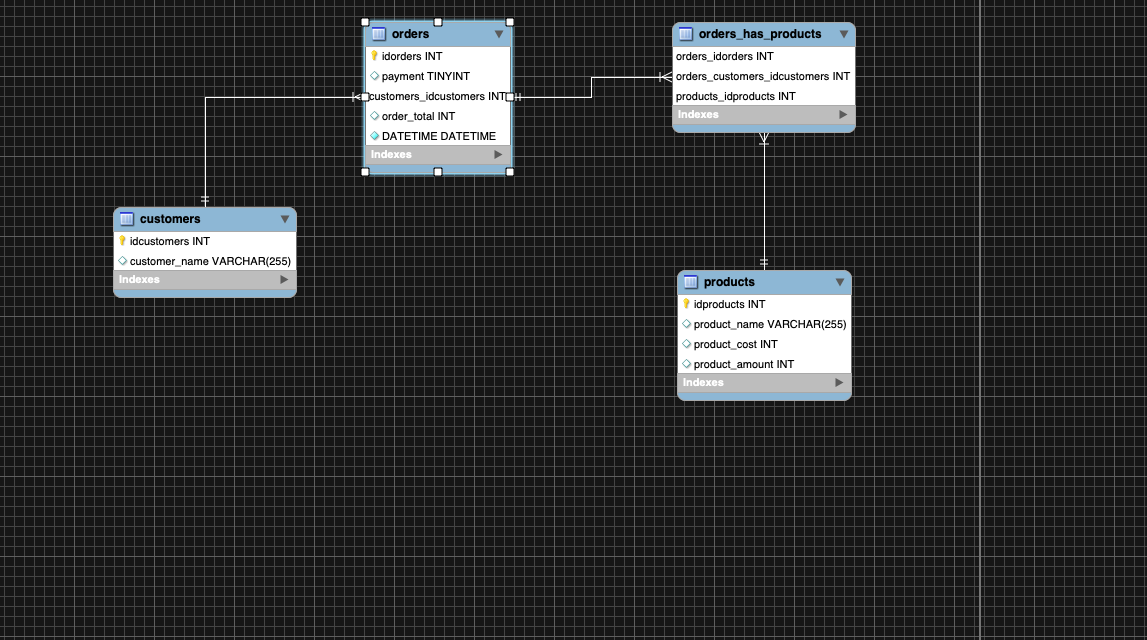 orders
idorders INT
payment TINYINT
customers_idcustomers INT
order_total INT
DATETIME DATETIME
Indexes
orders_has_products
orders_idorders INT
orders_customers_idcustomers INT
products_idproducts INT
Indexes
customers
idcustomers INT
customer_name VARCHAR(255)
Indexes
products
idproducts INT
product_name VARCHAR(255)
product_cost INT
product_amount INT
Indexes